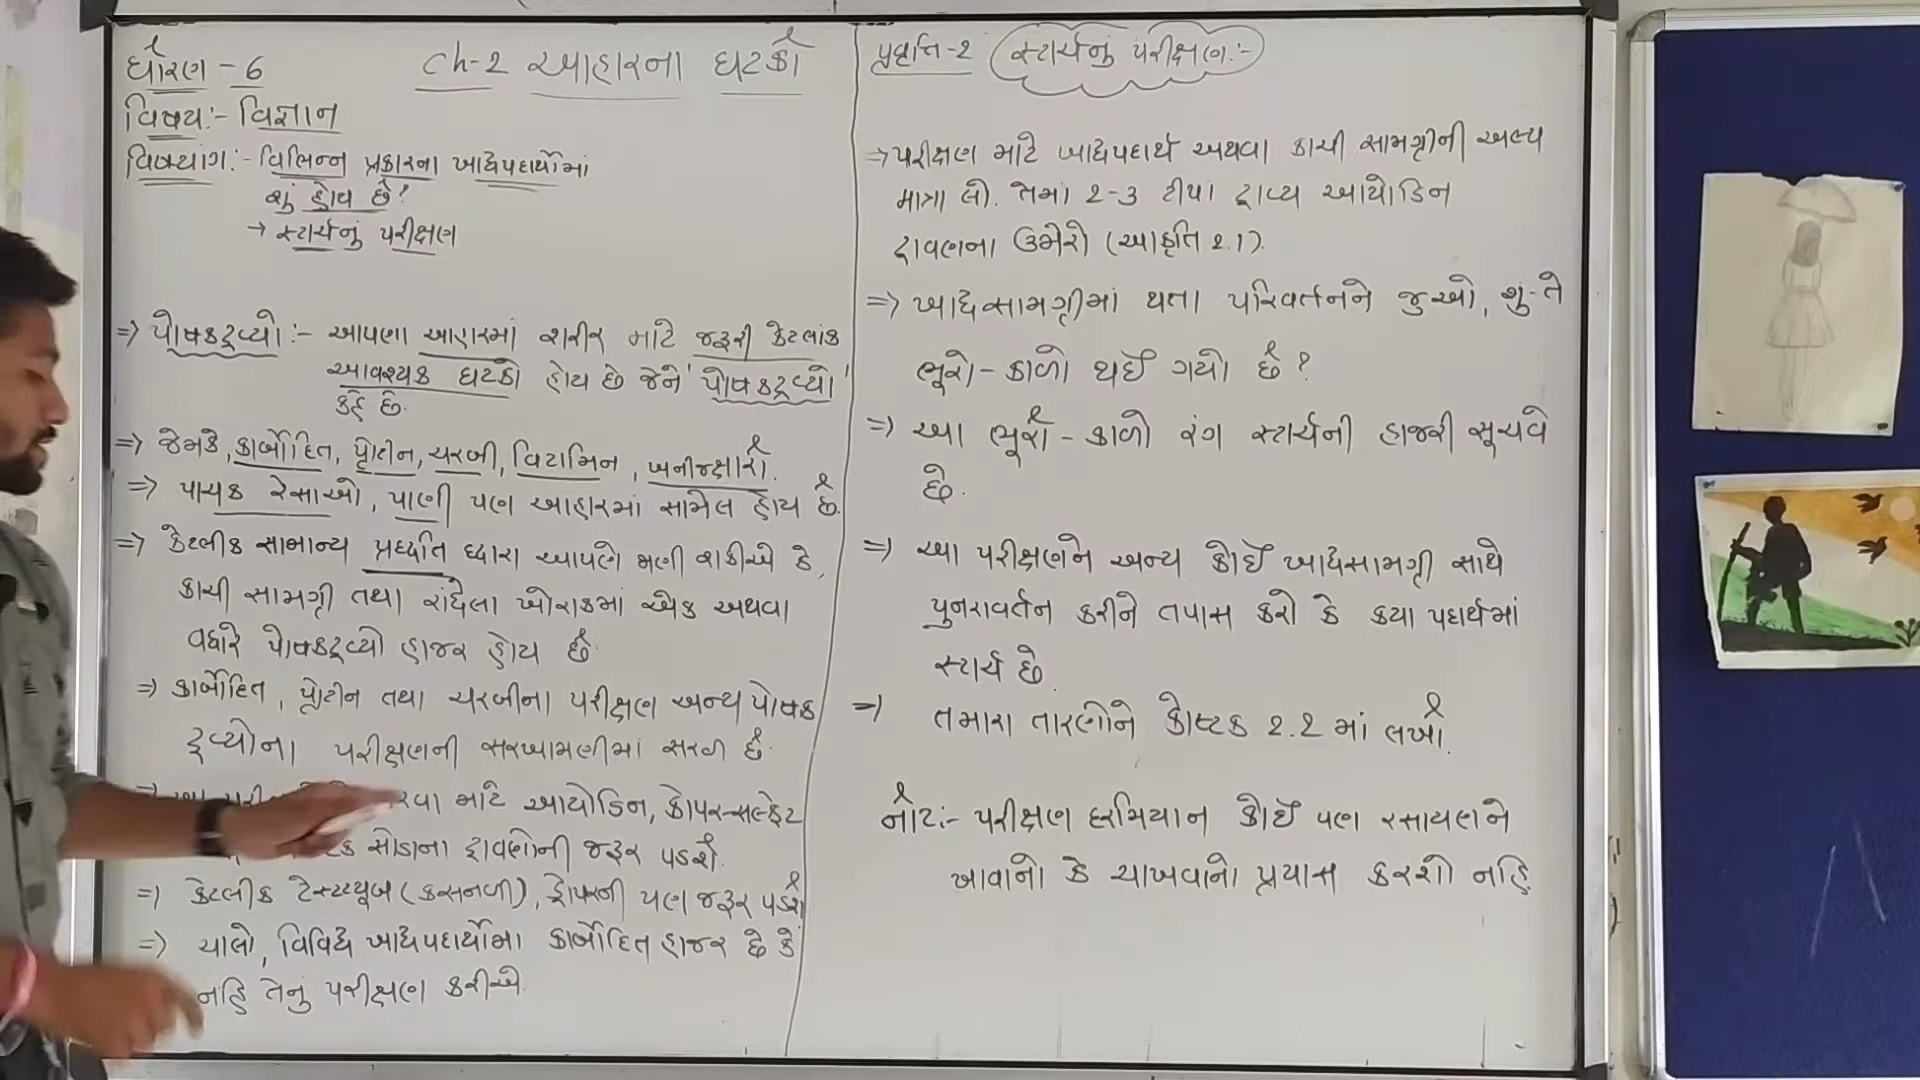 ધોરણ - 6
ch-2 આહારના ઘટકો
વિષય:- વિજ્ઞાન
વિષયાંગ:- વિભિન્ન પ્રકારના ખાદ્યપદાર્થોમાં
શું હોય છે?
→ સ્ટાર્ચનું પરીક્ષણ
⇒ પોષકદ્રવ્યો:- આપણા આહારમાં શરીર માટે જરૂરી કેટલાંક
આવશ્યક ઘટકો હોય છે જેને 'પોષકદ્રવ્યો'
કહે છે.
⇒ જેમકે, કાર્બોદિત, પ્રોટીન, ચરબી, વિટામિન, ખનીજક્ષારો.
⇒ પાચક રેસાઓ, પાણી પણ આહારમાં સામેલ હોય છે.
⇒ કેટલીક સામાન્ય પ્રદ્ધતિ દ્વારા આપણે ભણી શકીએ કે,
કાચી સામગ્રી તથા રાંધેલા ખોરાકમાં એક અથવા
વધારે પોષકદ્રવ્યો હાજર હોય છે.
⇒ કાર્બોદિત, પ્રોટીન તથા ચરબીના પરીક્ષણ અન્ય પોષક
દ્રવ્યોના પરીક્ષણની સરખામણીમાં સરળ છે.
⇒ આ માટે આયોડિન, કોપર-સલ્ફેટ
સોડાના દ્રાવણોની જરૂર પડશે.
⇒ કેટલીક ટેસ્ટટ્યૂબ (કસનળી), ડ્રોપરની પણ જરૂર પડશે
⇒ ચાલો, વિવિધ ખાદ્યપદાર્થોમા કાર્બોદિત હાજર છે કે
નહિ તેનું પરીક્ષણ કરીએ.
પ્રવૃત્તિ-2 સ્ટાર્ચનું પરીક્ષણ:-
⇒ પરીક્ષણ માટે ખાદ્યપદાર્થ અથવા કાચી સામગ્રીની અલ્પ
માત્રા લો. તેમાં 2-3 ટીપાં દ્રાવ્ય આયોડિન
દ્રાવણના ઉમેરો (આકૃતિ 2.1).
⇒ ખાદ્યસામગ્રીમાં થતા પરિવર્તનને જુઓ, શું-તે
ભૂરો-કાળો થઈ ગયો છે?
⇒ આ ભૂરો-કાળો રંગ સ્ટાર્ચની હાજરી સૂચવે
છે.
⇒ આ પરીક્ષણને અન્ય કોઈ ખાદ્યસામગ્રી સાથે
પુનરાવર્તન કરીને તપાસ કરો કે કયા પદાર્થમાં
સ્ટાર્ચ છે.
⇒ તમારા તારણોને કોષ્ટક 2.2 માં લખો.
નોટ:- પરીક્ષણ દરમિયાન કોઈ પણ રસાયણને
ખાવાનો કે ચાખવાનો પ્રયાસ કરશો નહિ